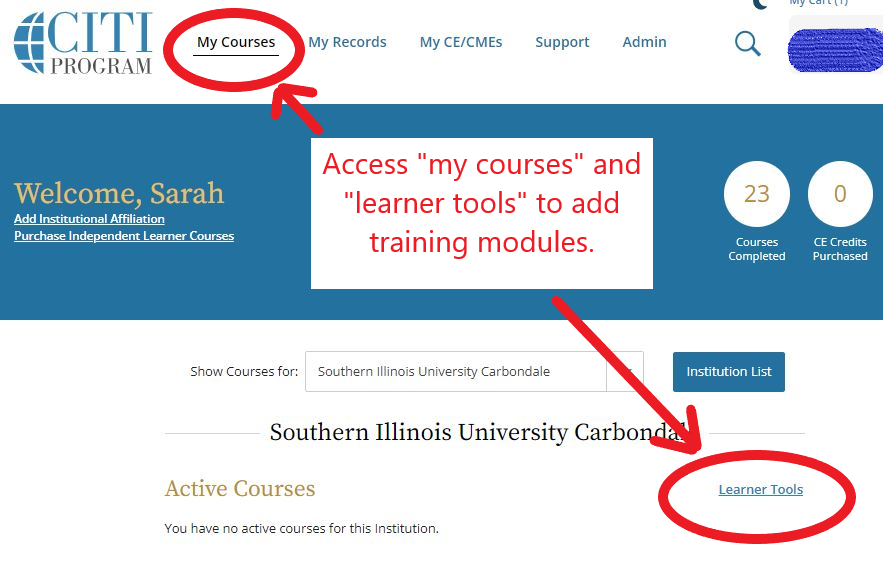 My Cart (1)
CITI
PROGRAM
My Courses
My Records
My CE/CMEs
Support
Admin
Access "my courses" and
"learner tools" to add
training modules.
Welcome, Sarah
Add Institutional Affiliation
Purchase Independent Learner Courses
23
Courses
Completed
0
CE Credits
Purchased
Show Courses for:
Southern Illinois University Carbondale
Institution List
Southern Illinois University Carbondale
Active Courses
Learner Tools
You have no active courses for this Institution.